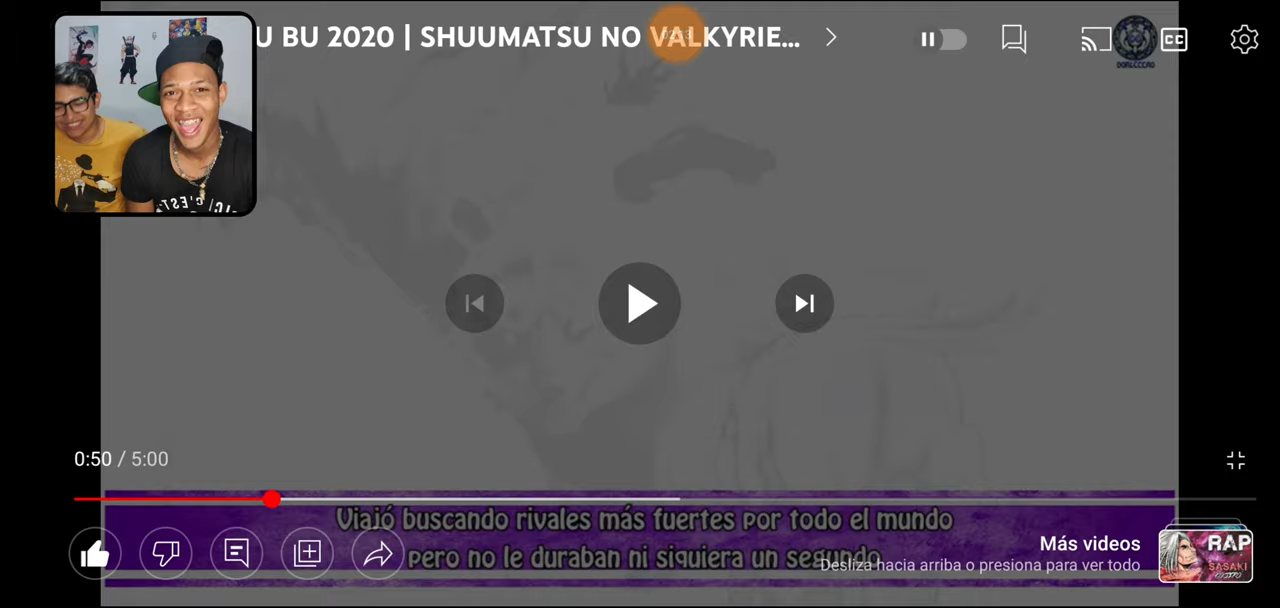 U BU 2020 | SHUUMATSU NO VALKYRIE...
CC
0:50 / 5:00
Viajó buscando rivales más fuertes por todo el mundo
pero no le duraban ni siquiera un segundo
Más videos
Desliza hacia arriba o presiona para ver todo
RAP
SASAKI